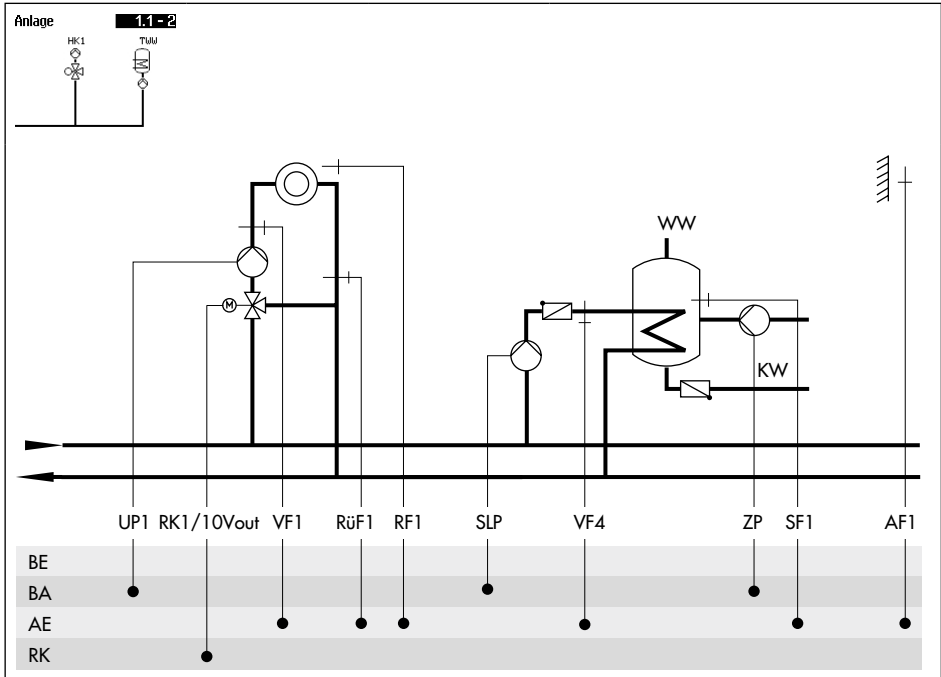 Anlage 1.1 - 2
HK1 TWW
WW
M
KW
UP1 RK1/10Vout VF1 RüF1 RF1 SLP VF4 ZP SF1 AF1
BE
BA
AE
RK